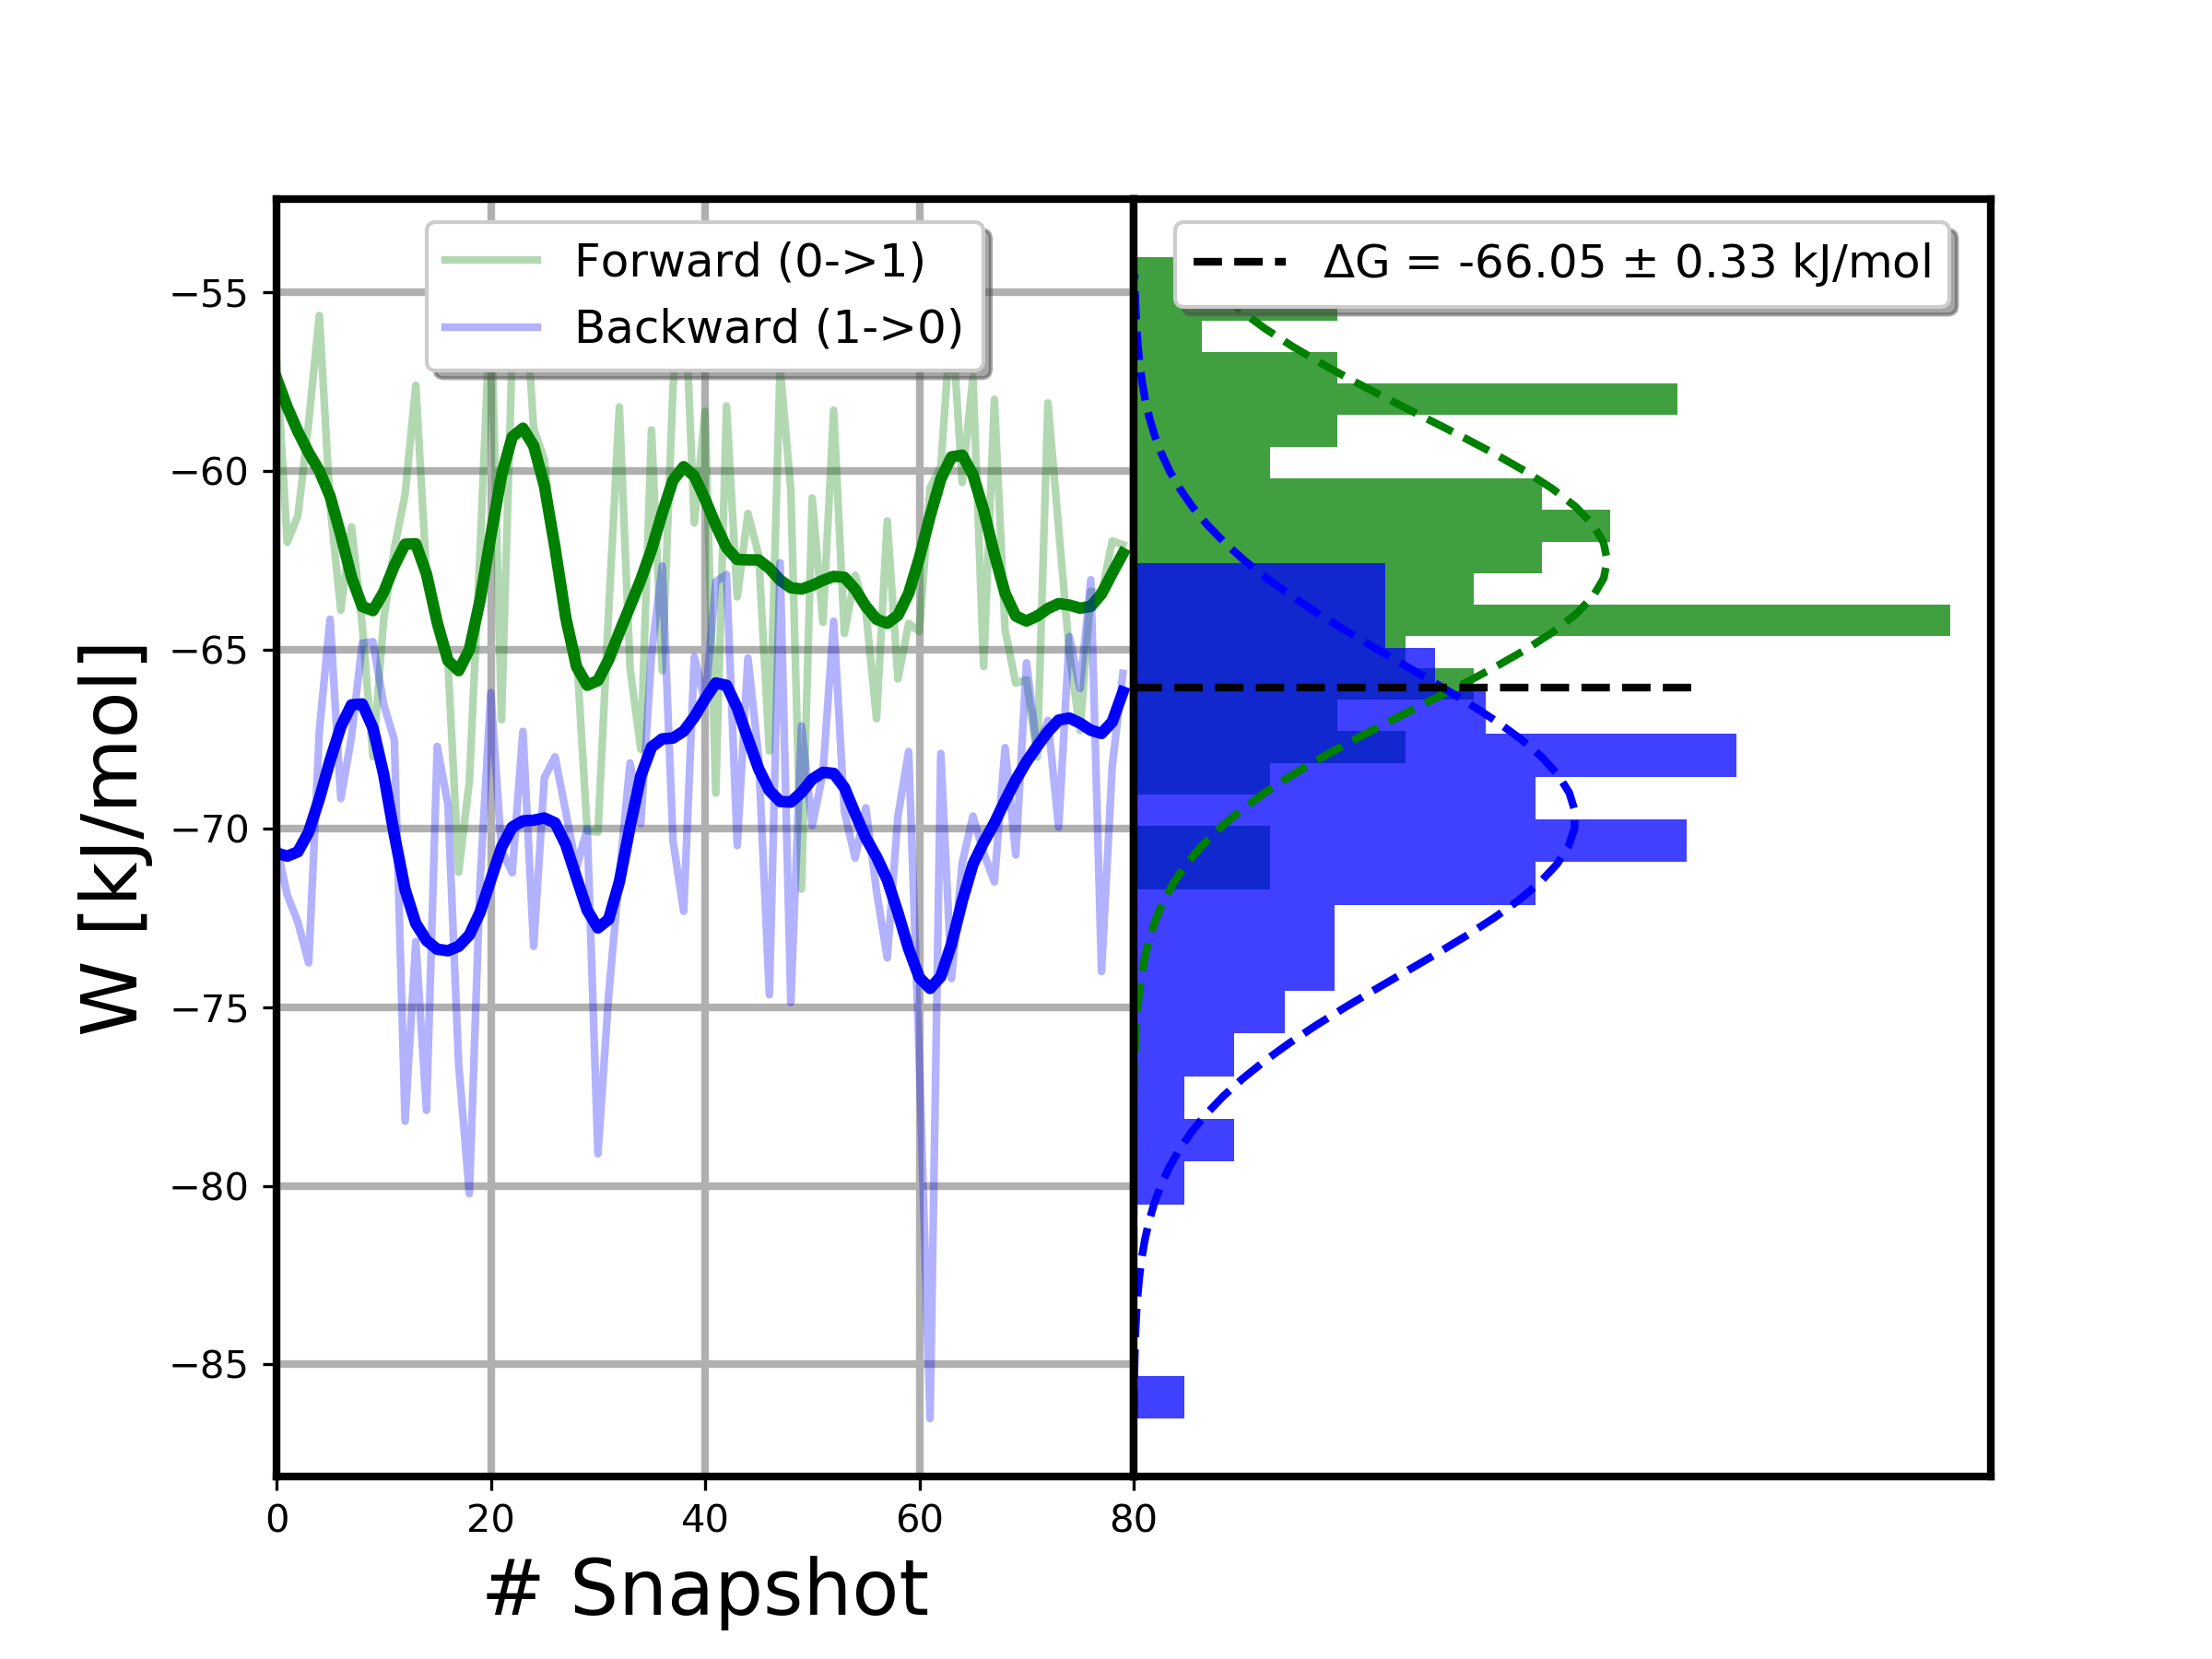 Forward (0->1)
Backward (1->0)
ΔG = -66.05 ± 0.33 kJ/mol
W [kJ/mol]
−55
−60
−65
−70
−75
−80
−85
0 20 40 60 80
# Snapshot